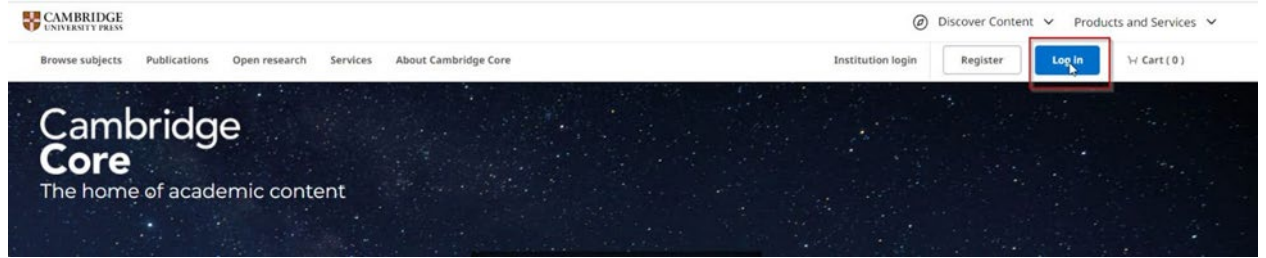 CAMBRIDGE
UNIVERSITY PRESS
Discover Content Products and Services
Browse subjects Publications Open research Services About Cambridge Core Institution login Register Log in Cart ( 0 )
Cambridge
Core
The home of academic content